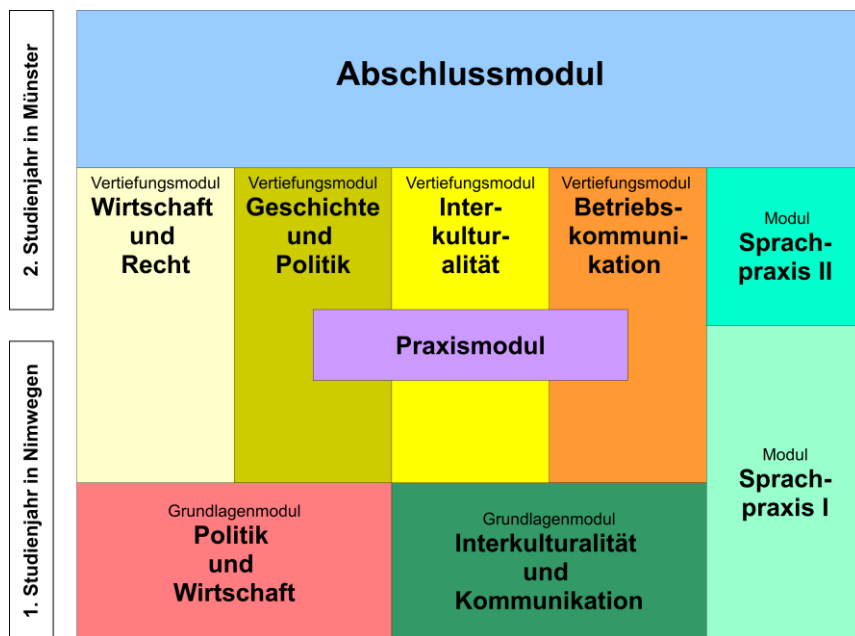 2. Studienjahr in Münster
Abschlussmodul
Vertiefungsmodul
Wirtschaft
und
Recht
Vertiefungsmodul
Geschichte
und
Politik
Vertiefungsmodul
Inter-
kultur-
alität
Vertiefungsmodul
Betriebs-
kommuni-
kation
Modul
Sprach-
praxis II
Praxismodul
1. Studienjahr in Nimwegen
Grundlagenmodul
Politik
und
Wirtschaft
Grundlagenmodul
Interkulturalität
und
Kommunikation
Modul
Sprach-
praxis I